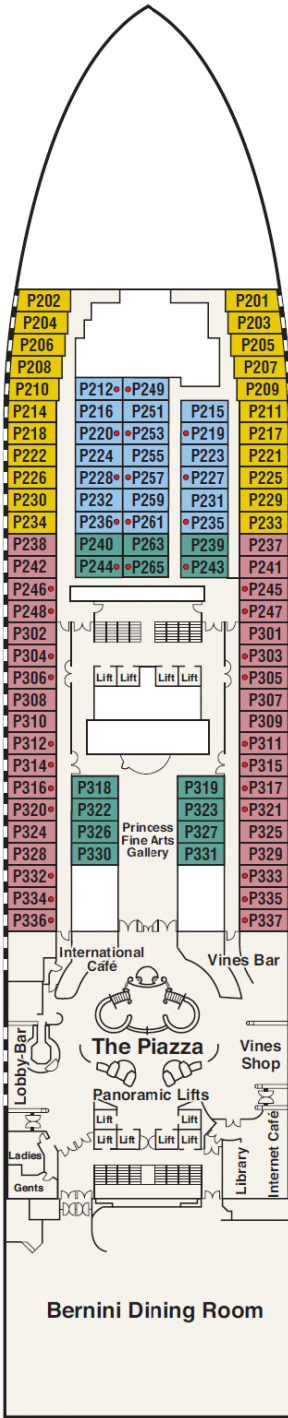 P202 P201
P204 P203
P206 P205
P208 P207
P210 P212 P249 P209
P214 P216 P251 P215 P211
P218 P220 P253 P219 P217
P222 P224 P255 P223 P221
P226 P228 P257 P227 P225
P230 P232 P259 P231 P229
P234 P236 P261 P235 P233
P238 P240 P263 P239 P237
P242 P244 P265 P243 P241
P246 P245
P248 P247
P302 P301
P304 P303
P306 Lift Lift Lift Lift P305
P308 P307
P310 P309
P312 P311
P314 P315
P316 P318 P319 P317
P320 P322 P323 P321
P324 P326 P327 P325
P328 P330 P331 P329
Princess
Fine Arts
Gallery
P332 P333
P334 P335
P336 P337
International
Café
Vines Bar
Lobby-Bar
The Piazza
Vines
Shop
Panoramic Lifts
Lift Lift
Lift Lift Lift Lift
Ladies
Gents
Library
Internet Café
Bernini Dining Room